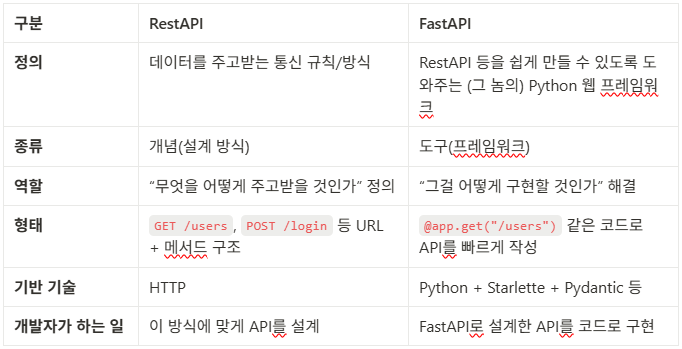 구분 RestAPI FastAPI
정의 데이터를 주고받는 통신 규칙/방식 RestAPI 등을 쉽게 만들 수 있도록 도
와주는 (그 놈의) Python 웹 프레임워
크
종류 개념(설계 방식) 도구(프레임워크)
역할 “무엇을 어떻게 주고받을 것인가” 정의 “그걸 어떻게 구현할 것인가” 해결
형태 GET /users, POST /login 등 URL @app.get("/users") 같은 코드로
+ 메서드 구조 API를 빠르게 작성
기반 기술 HTTP Python + Starlette + Pydantic 등
개발자가 하는 일 이 방식에 맞게 API를 설계 FastAPI로 설계한 API를 코드로 구현